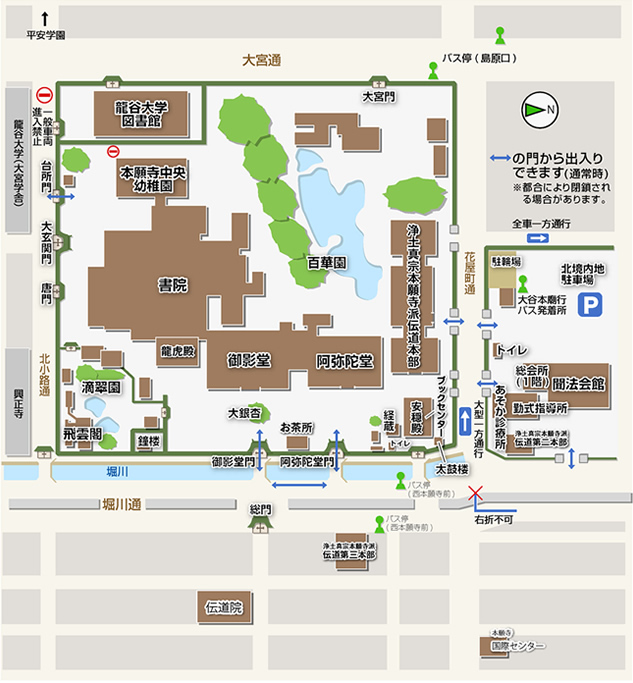 平安学園
大宮通
バス停(島原口)
大宮門
N
龍谷大学
図書館
一般車両
進入禁止
龍谷大学(大宮学舎)
台所門
本願寺中央
幼稚園
の門から出入り
できます(通常時)
※都合により閉鎖され
る場合があります。
全車一方通行
大玄関門
書院
百華園
浄土真宗本願寺派伝道本部
花屋町通
駐輪場
北境内地
駐車場
P
大谷本廟行
バス発着所
唐門
北小路通
興正寺
龍虎殿
御影堂
阿弥陀堂
トイレ
総会所
(1階)
聞法会館
あそか診療所
勤式指導所
浄土真宗本願寺派
伝道第二本部
滴翠園
飛雲閣
鐘楼
大銀杏
お茶所
経蔵
トイレ
安穏殿
ブックセンター
大型一方通行
太鼓楼
御影堂門
阿弥陀堂門
堀川
堀川通
バス停
(西本願寺前)
総門
バス停
(西本願寺前)
右折不可
浄土真宗本願寺派
伝道第三本部
伝道院
本願寺
国際センター